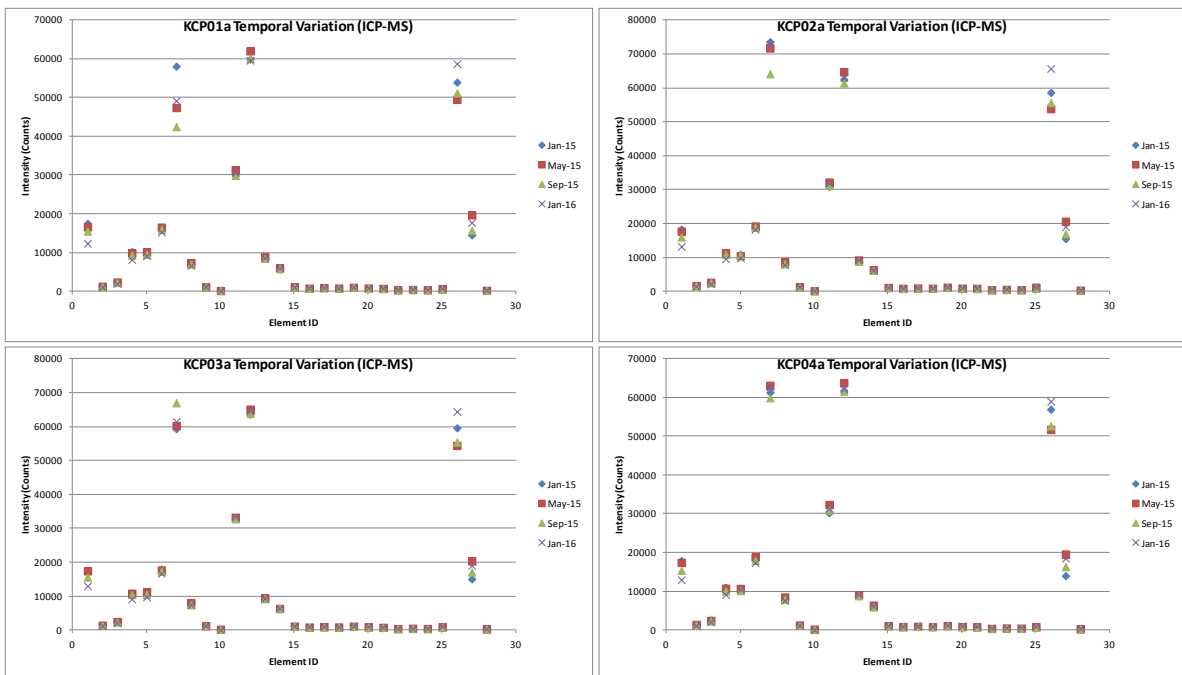 KCP01a Temporal Variation (ICP-MS)
70000
60000
50000
40000
30000
20000
10000
0
Intensity (Counts)
0 5 10 15 20 25 30
Element ID
Jan-15
May-15
Sep-15
Jan-16
KCP02a Temporal Variation (ICP-MS)
80000
70000
60000
50000
40000
30000
20000
10000
0
Intensity (Counts)
0 5 10 15 20 25 30
Element ID
Jan-15
May-15
Sep-15
Jan-16
KCP03a Temporal Variation (ICP-MS)
80000
70000
60000
50000
40000
30000
20000
10000
0
Intensity (Counts)
0 5 10 15 20 25 30
Element ID
Jan-15
May-15
Sep-15
Jan-16
KCP04a Temporal Variation (ICP-MS)
70000
60000
50000
40000
30000
20000
10000
0
Intensity (Counts)
0 5 10 15 20 25 30
Element ID
Jan-15
May-15
Sep-15
Jan-16